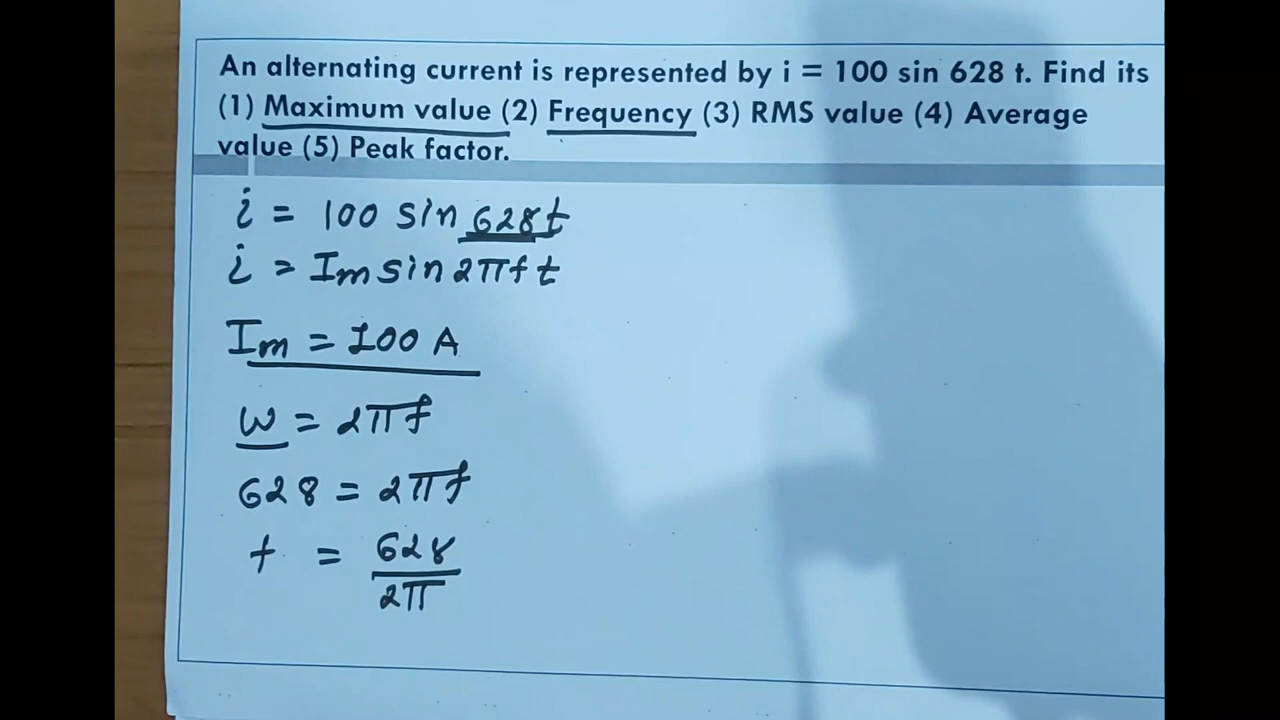 An alternating current is represented by i = 100 sin 628 t. Find its
(1) Maximum value (2) Frequency (3) RMS value (4) Average
value (5) Peak factor.
i = 100 sin 628t
i = Im sin 2πft
Im = 100 A
w = 2πf
628 = 2πf
f = 628/2π